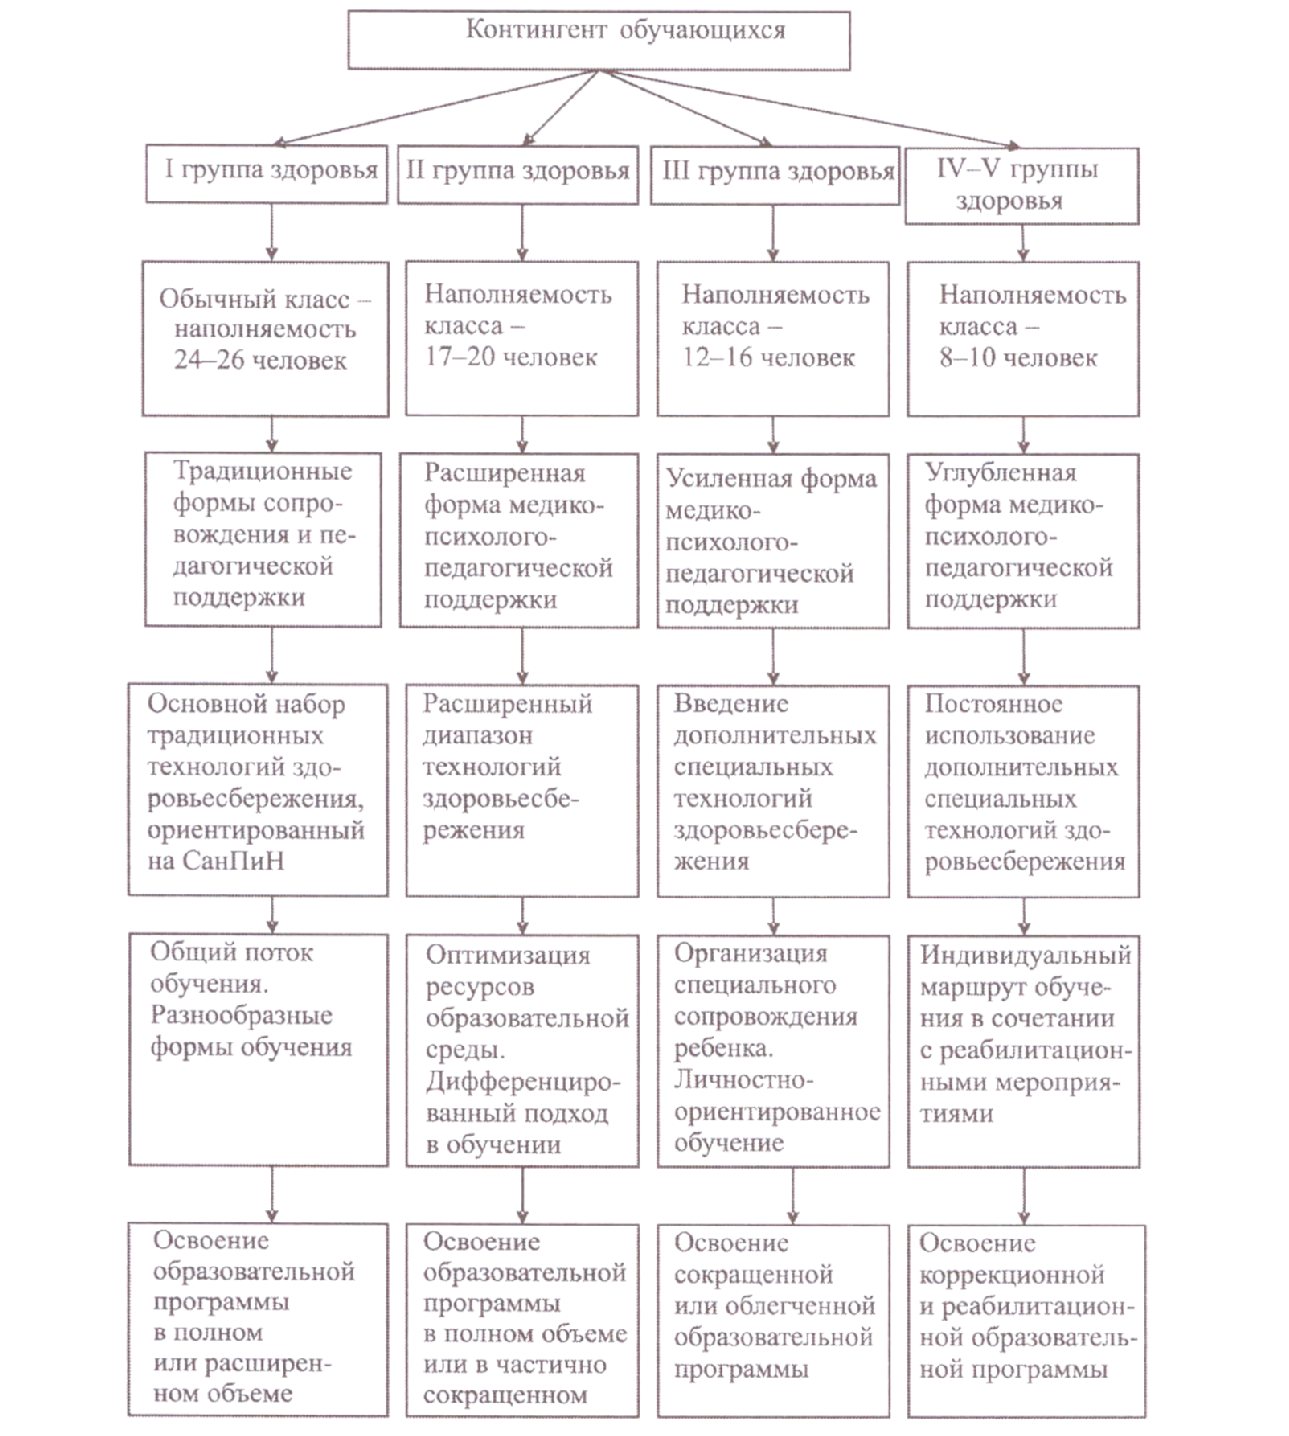 Контингент обучающихся
I группа здоровья
II группа здоровья
III группа здоровья
IV–V группы
здоровья
Обычный класс –
наполняемость
24–26 человек
Наполняемость
класса –
17–20 человек
Наполняемость
класса –
12–16 человек
Наполняемость
класса –
8–10 человек
Традиционные
формы сопро-
вождения и пе-
дагогической
поддержки
Расширенная
форма медико-
психолого-
педагогической
поддержки
Усиленная форма
медико-
психолого-
педагогической
поддержки
Углубленная
форма медико-
психолого-
педагогической
поддержки
Основной набор
традиционных
технологий здо-
ровьесбережения,
ориентированный
на СанПиН
Расширенный
диапазон
технологий
здоровьесбе-
режения
Введение
дополнительных
специальных
технологий
здоровьесбере-
жения
Постоянное
использование
дополнительных
специальных
технологий здо-
ровьесбережения
Общий поток
обучения.
Разнообразные
формы обучения
Оптимизация
ресурсов
образовательной
среды.
Дифференциро-
ванный подход
в обучении
Организация
специального
сопровождения
ребенка.
Личностно-
ориентированное
обучение
Индивидуальный
маршрут обуче-
ния в сочетании
с реабилитацион-
ными мероприя-
тиями
Освоение
образовательной
программы
в полном
или расширен-
ном объеме
Освоение
образовательной
программы
в полном объеме
или в частично
сокращенном
Освоение
сокращенной
или облегченной
образовательной
программы
Освоение
коррекционной
и реабилитацион-
ной образователь-
ной программы